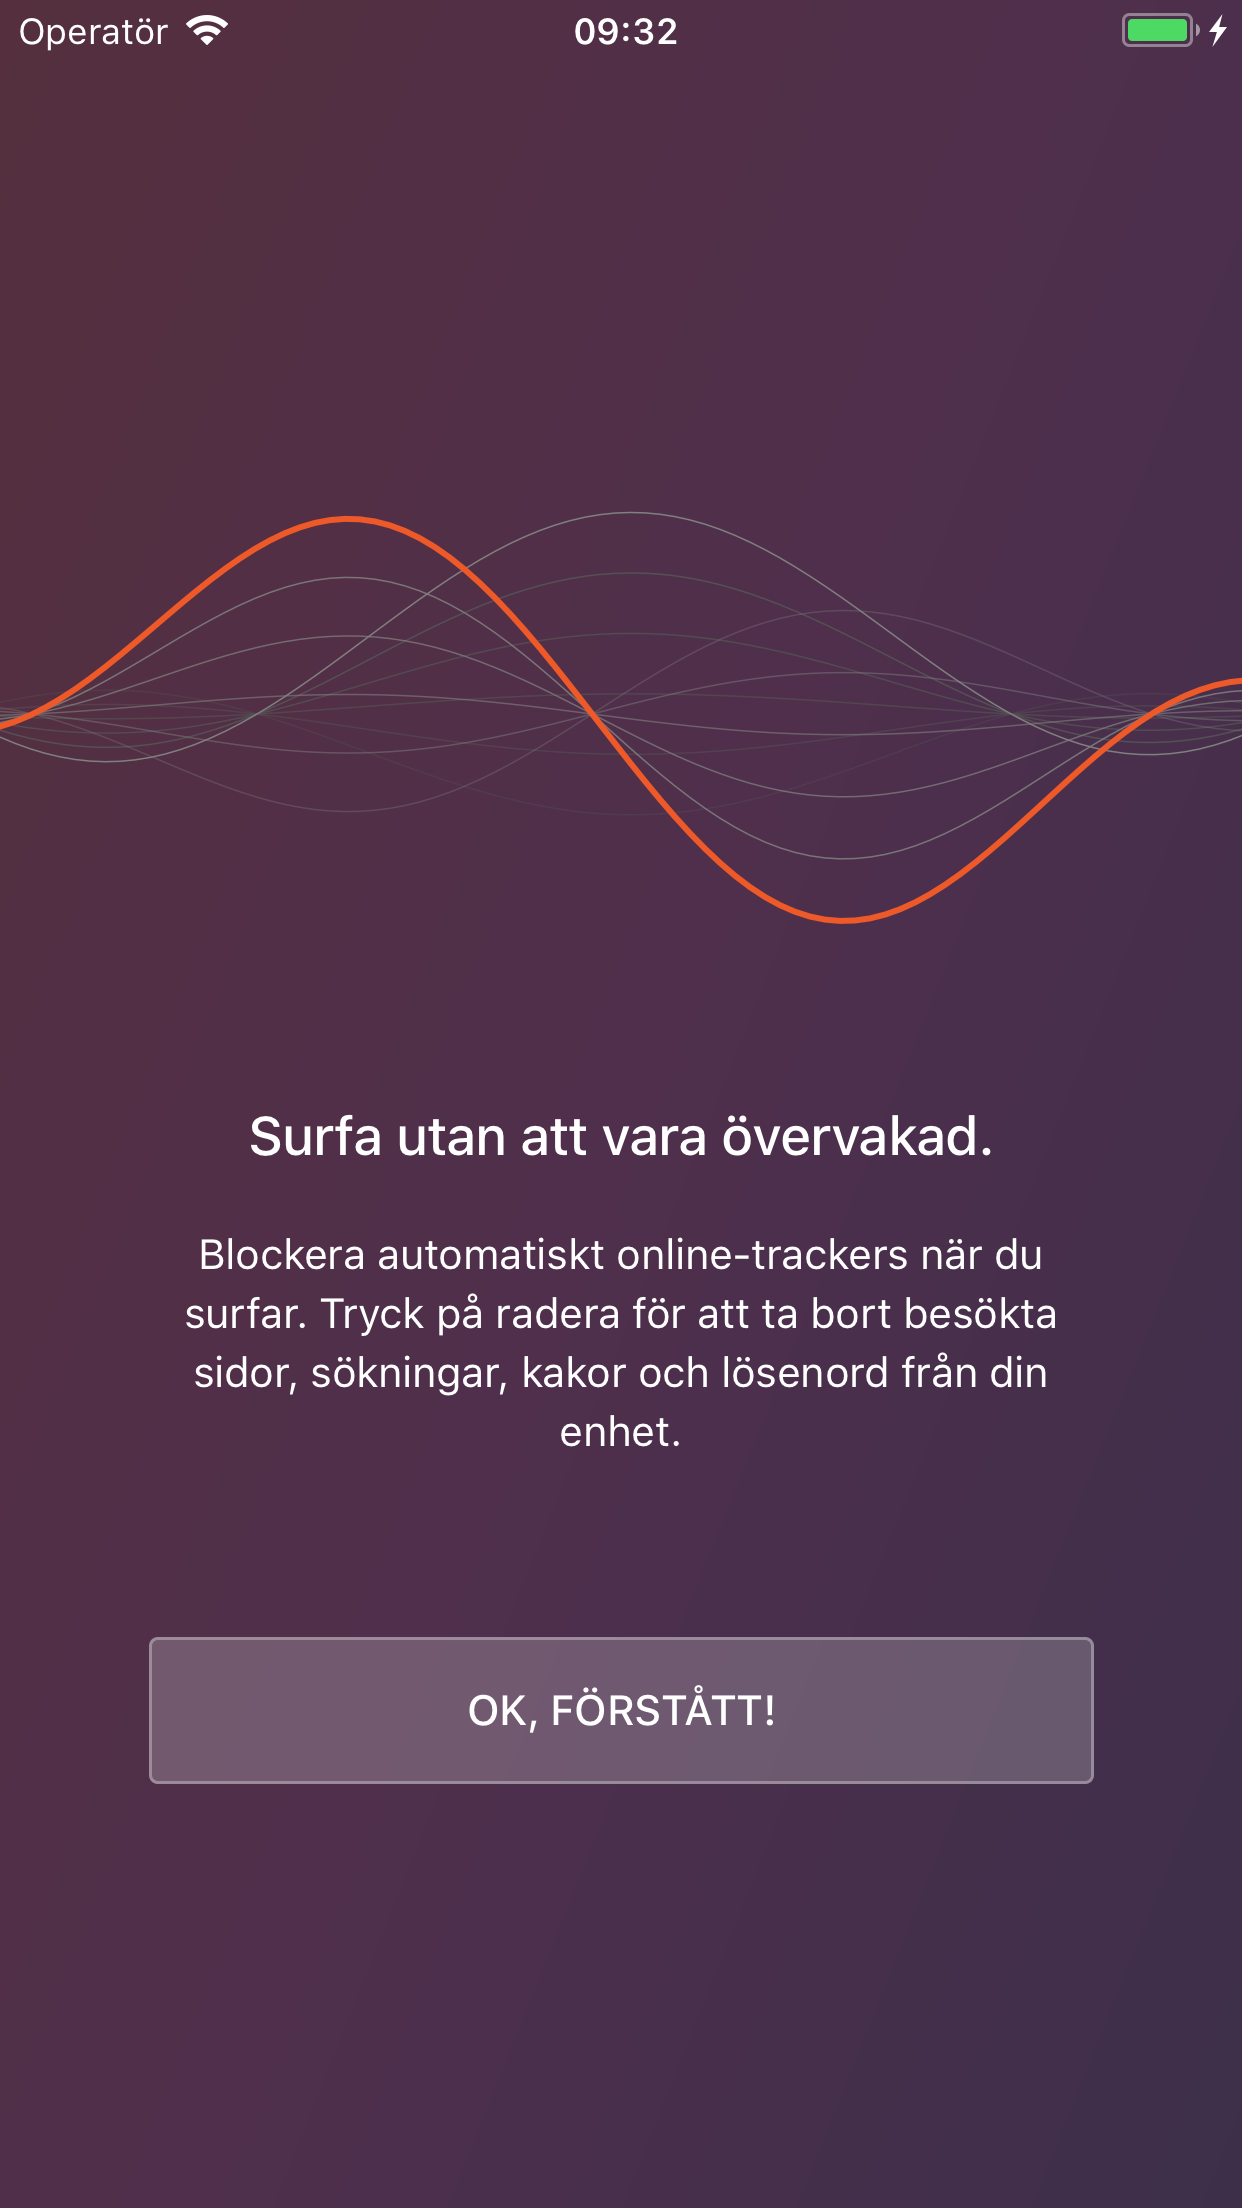 Operatör 09:32
Surfa utan att vara övervakad.
Blockera automatiskt online-trackers när du
surfar. Tryck på radera för att ta bort besökta
sidor, sökningar, kakor och lösenord från din
enhet.
OK, FÖRSTÅTT!